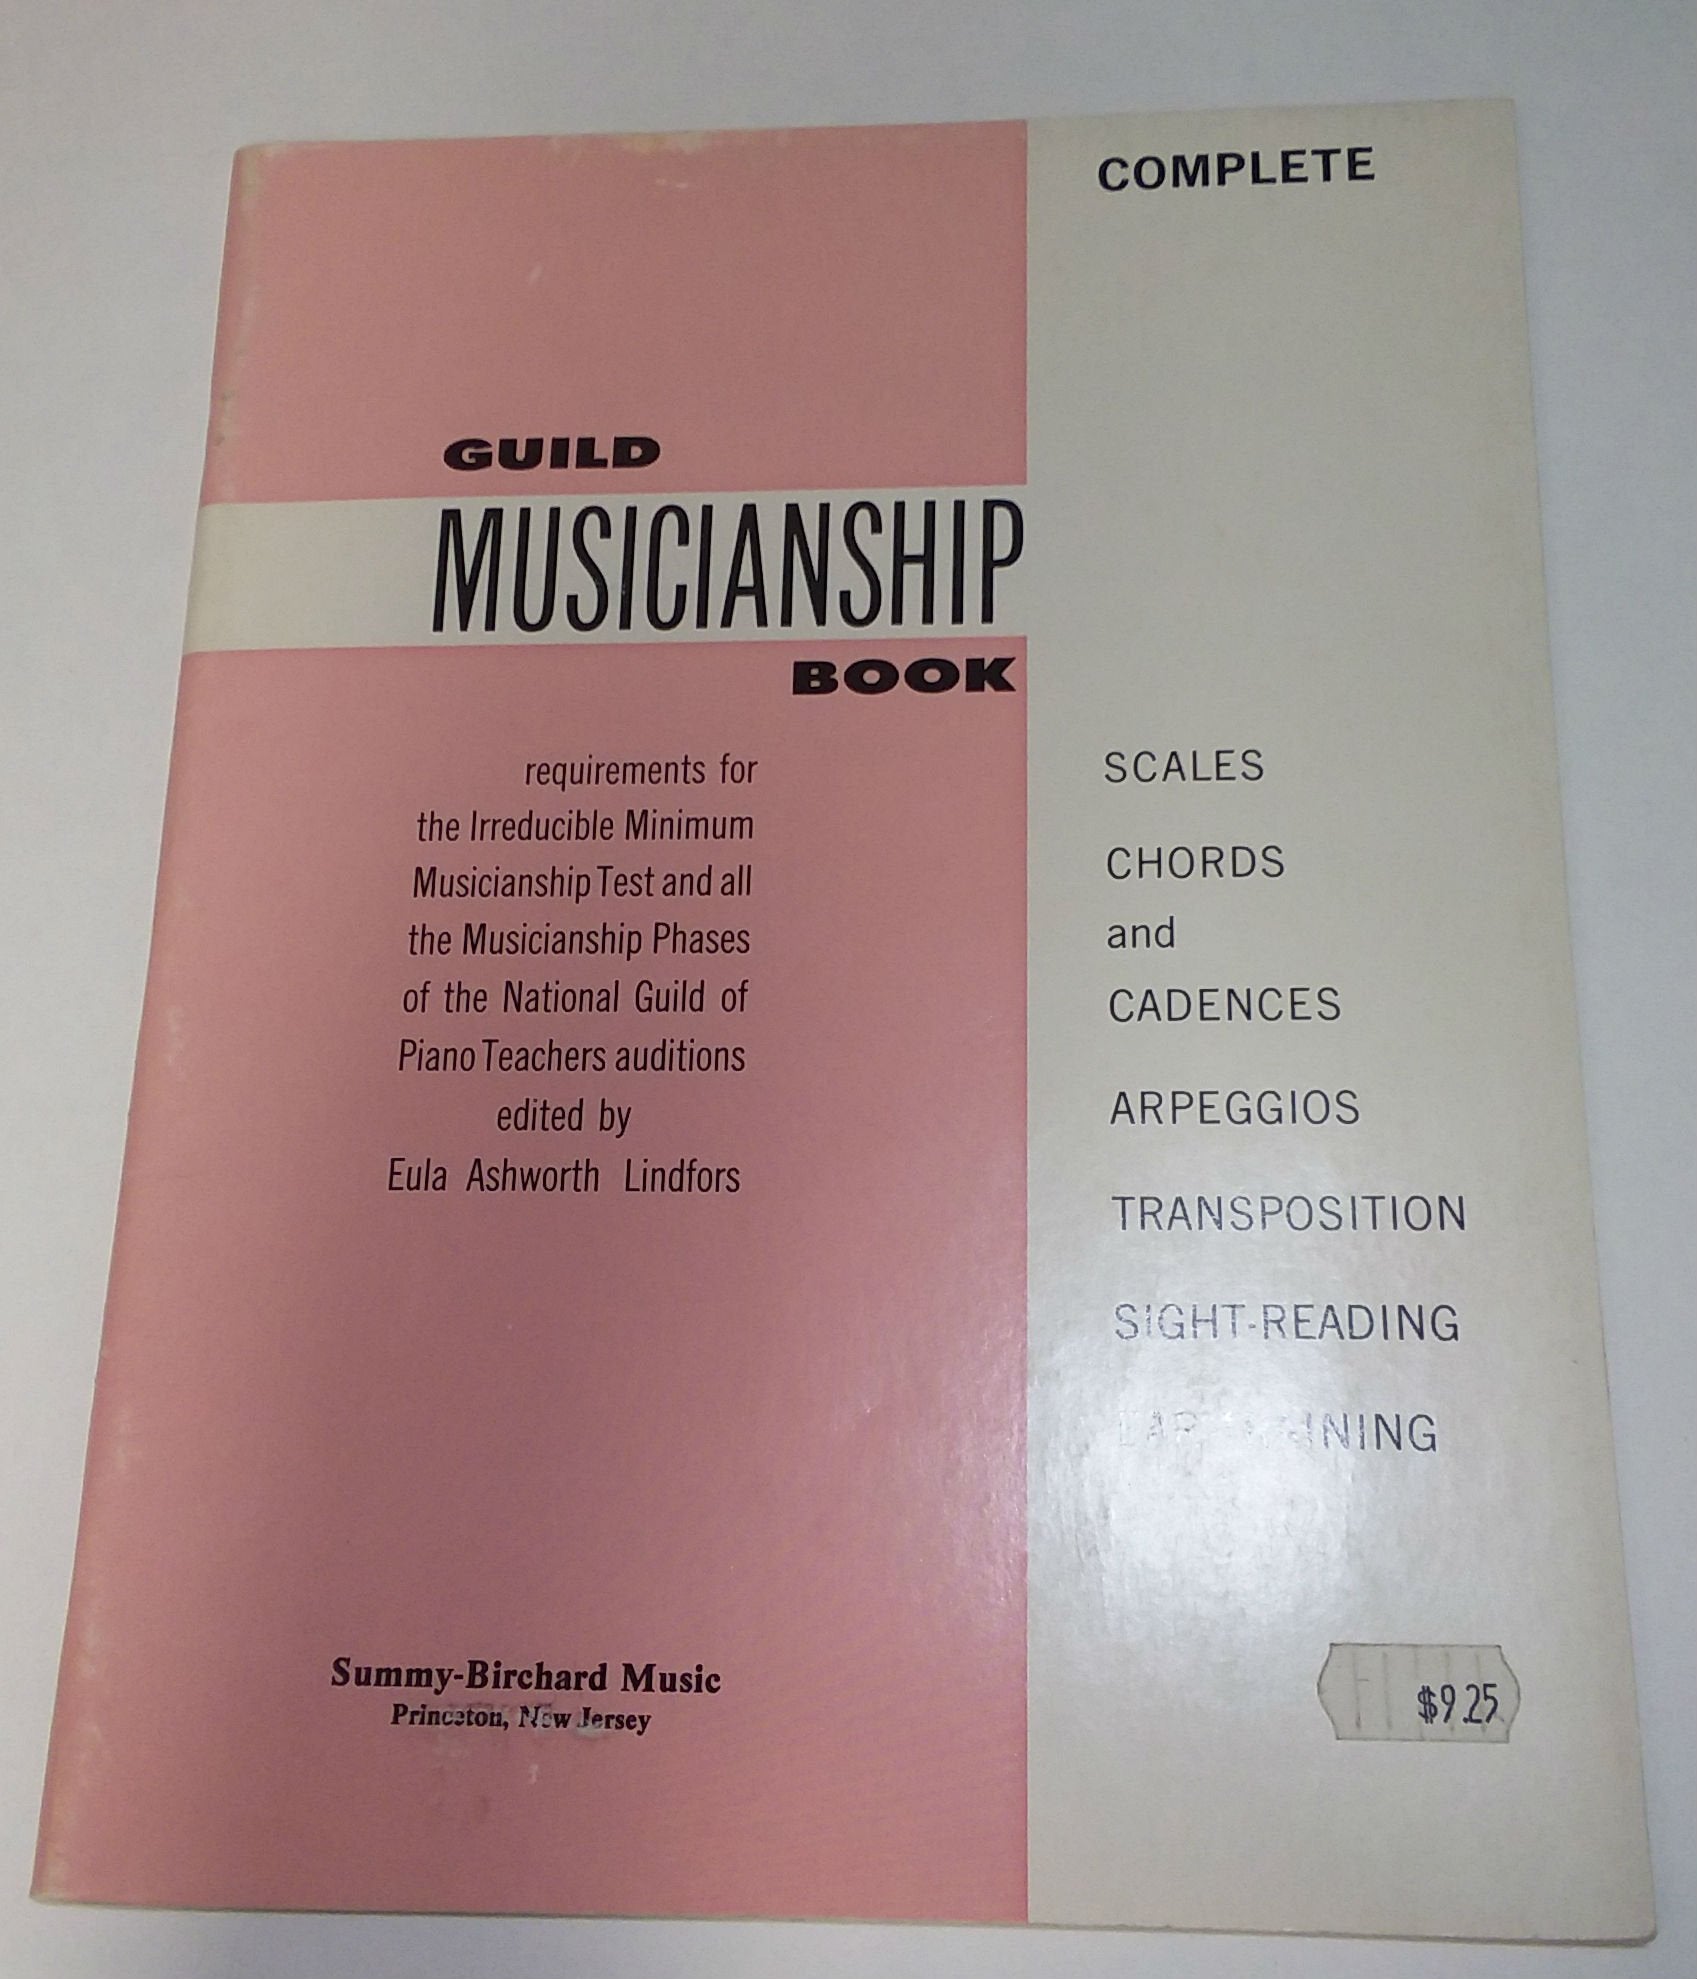 COMPLETE
GUILD
MUSICIANSHIP
BOOK
requirements for
the Irreducible Minimum
Musicianship Test and all
the Musicianship Phases
of the National Guild of
Piano Teachers auditions
edited by
Eula Ashworth Lindfors
SCALES
CHORDS
and
CADENCES
ARPEGGIOS
TRANSPOSITION
SIGHT-READING
EAR TRAINING
Summy-Birchard Music
Princeton, New Jersey
$9.25